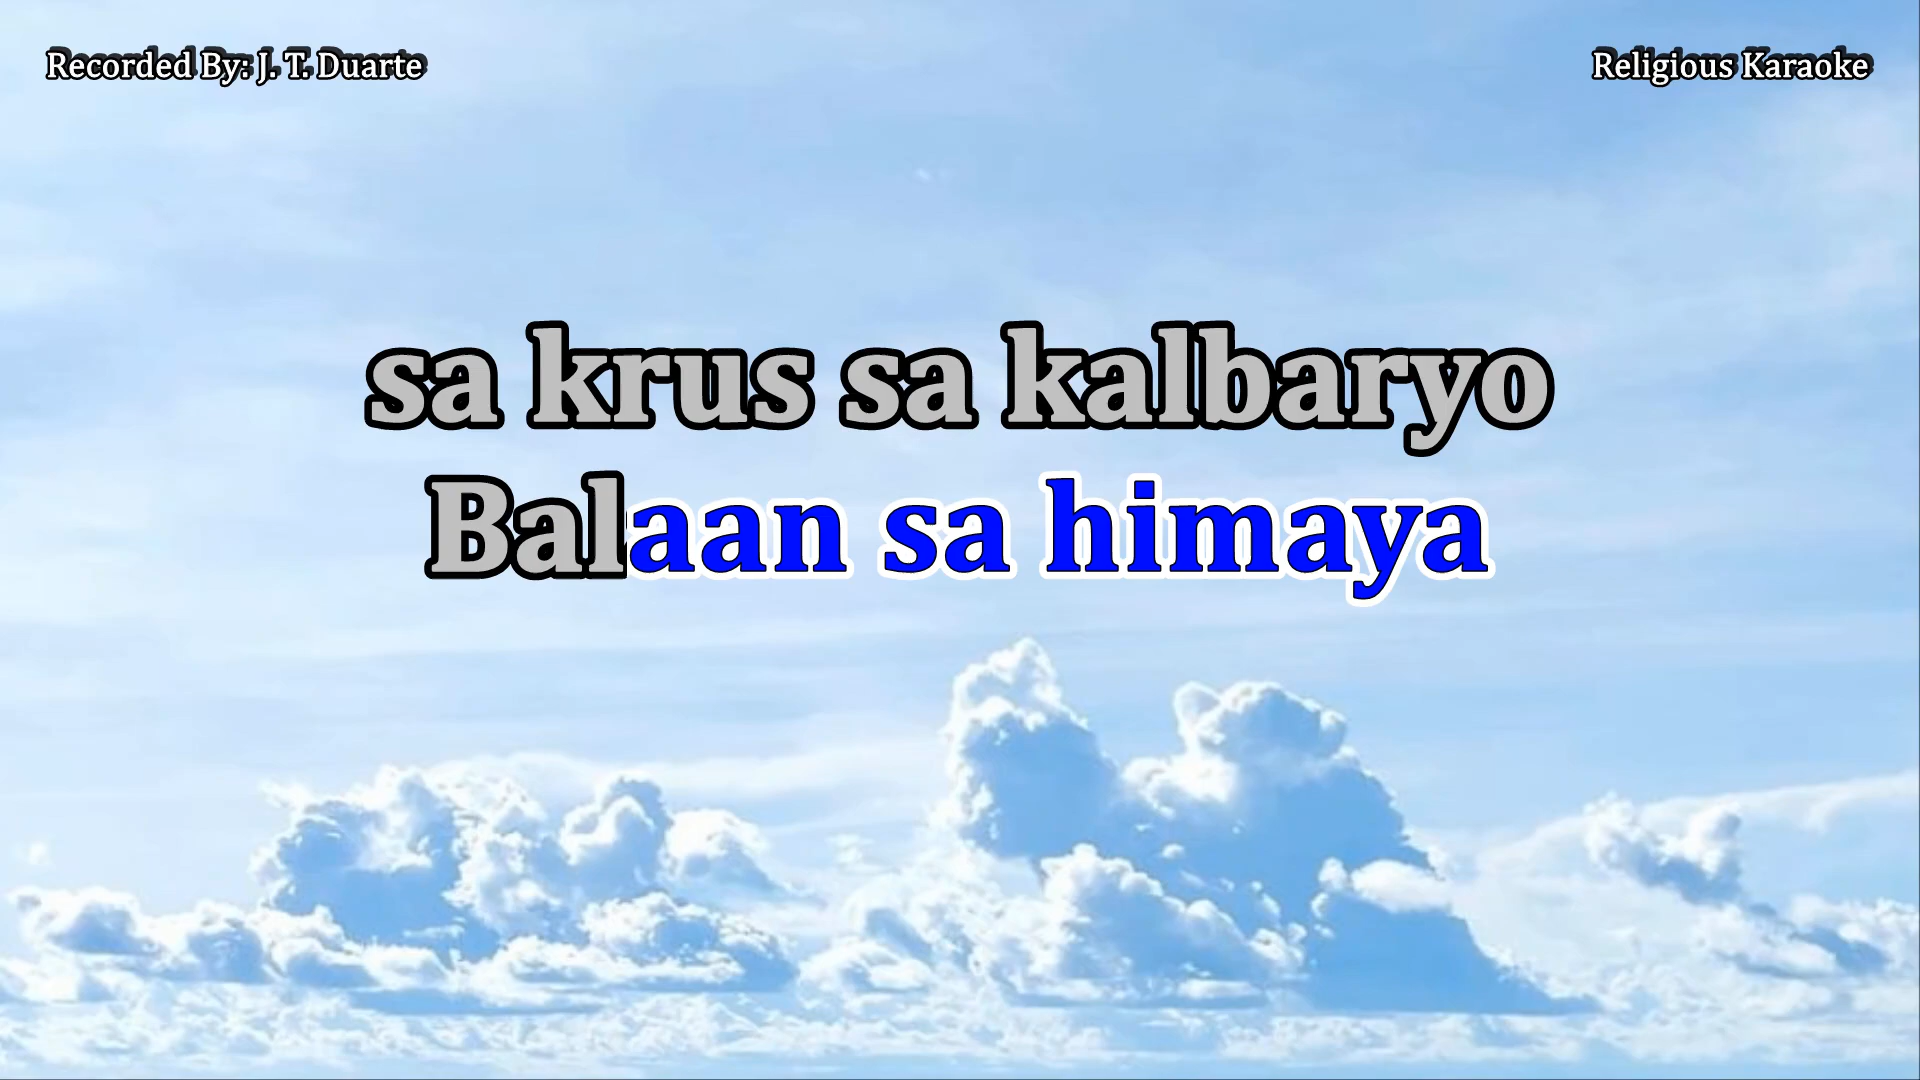 Recorded By: J. T. Duarte
Religious Karaoke
sa krus sa kalbaryo
Balaan sa himaya